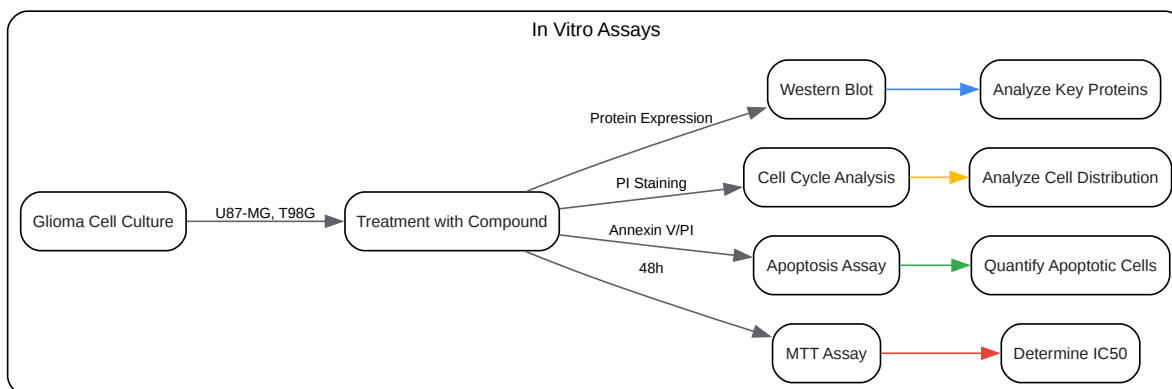 In Vitro Assays
Western Blot
Analyze Key Proteins
Protein Expression
Cell Cycle Analysis
Analyze Cell Distribution
PI Staining
Glioma Cell Culture
U87-MG, T98G
Treatment with Compound
Annexin V/PI
Apoptosis Assay
Quantify Apoptotic Cells
48h
MTT Assay
Determine IC50